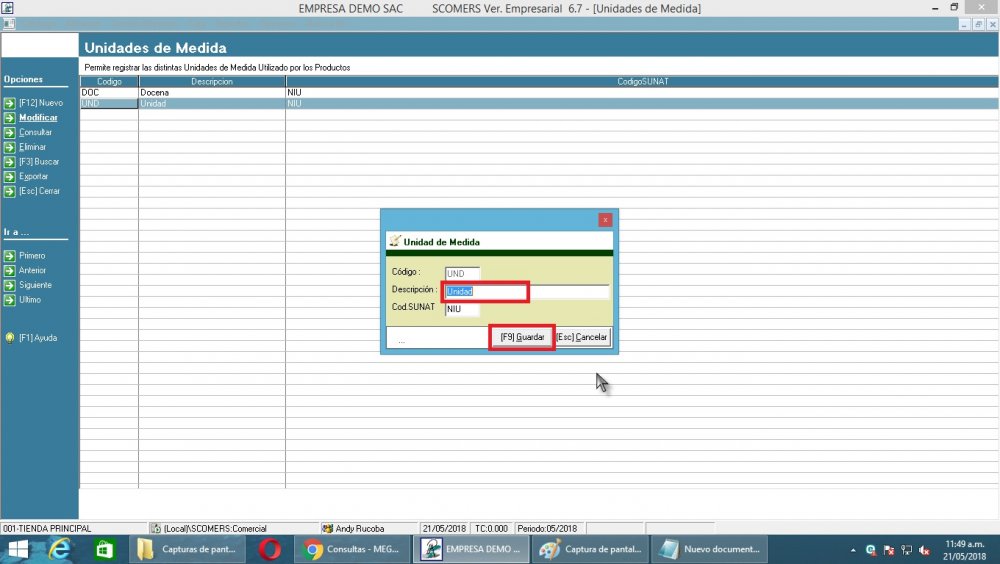 EMPRESA DEMO SAC SCOMERS Ver. Empresarial 6.7 - [Unidades de Medida]
Unidades de Medida
Permite registrar las distintas Unidades de Medida Utilizado por los Productos
Opciones
[F12] Nuevo
Modificar
Consultar
Eliminar
[F3] Buscar
Exportar
[Esc] Cerrar
Ir a ...
Primero
Anterior
Siguiente
Ultimo
[F1] Ayuda
Codigo Descripcion CodigoSUNAT
DOC Docena NIU
UND Unidad NIU
x
Unidad de Medida
Código : UND
Descripción : Unidad
Cod.SUNAT NIU
... [F9] Guardar [Esc] Cancelar
001-TIENDA PRINCIPAL (Local)\SCOMERS:Comercial Andy Rucoba 21/05/2018 TC:0.000 Periodo:05/2018
Capturas de pant... Consultas - MEG... EMPRESA DEMO ... Captura de pantal... Nuevo document...
11:49 a.m.
21/05/2018